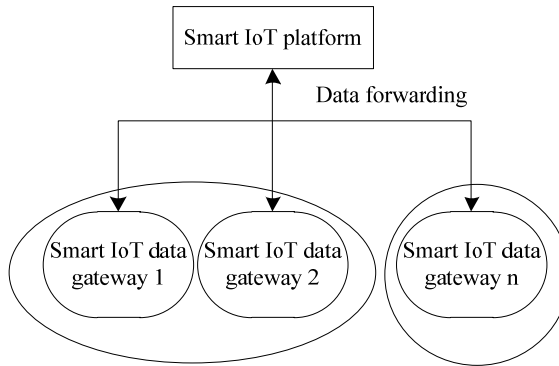 Smart IoT platform
Data forwarding
Smart IoT data
gateway 1
Smart IoT data
gateway 2
Smart IoT data
gateway n